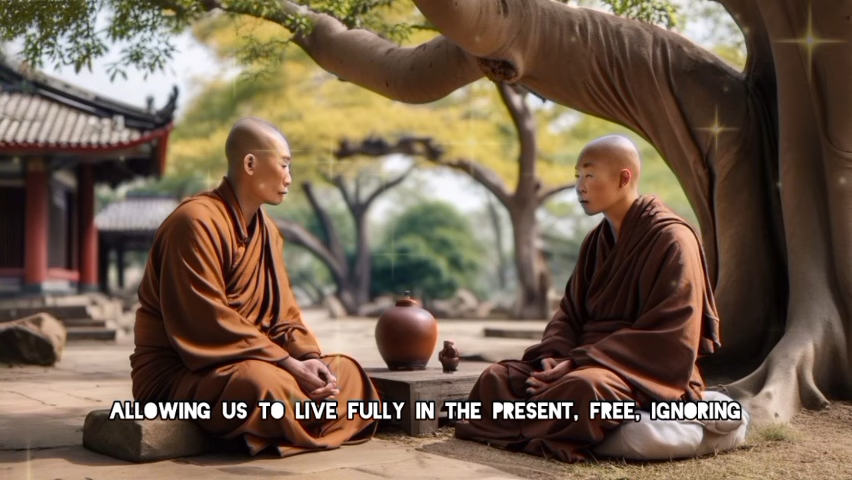 ALLOWING US TO LIVE FULLY IN THE PRESENT, FREE, IGNORING